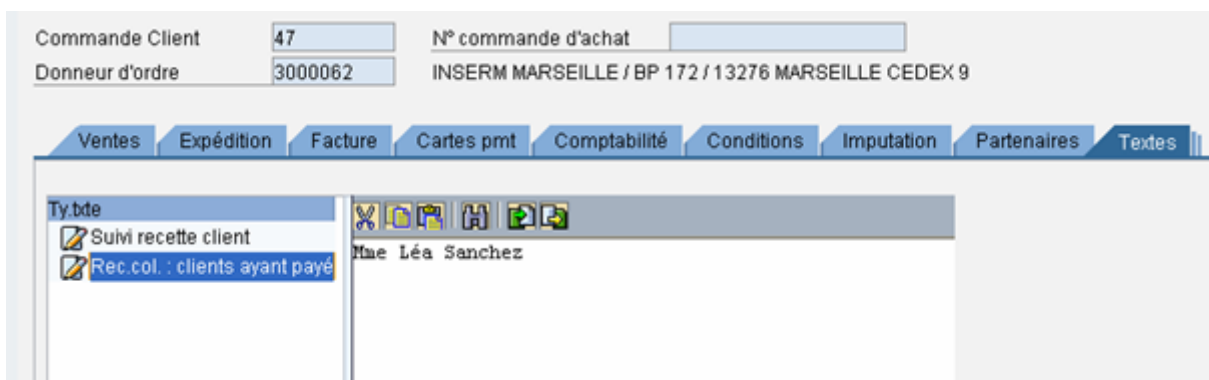 Commande Client 47 N° commande d'achat
Donneur d'ordre 3000062 INSERM MARSEILLE / BP 172 / 13276 MARSEILLE CEDEX 9
Ventes Expédition Facture Cartes pmt Comptabilité Conditions Imputation Partenaires Textes
Ty.txte
Suivi recette client
Rec.col. : clients ayant payé
Mme Léa Sanchez